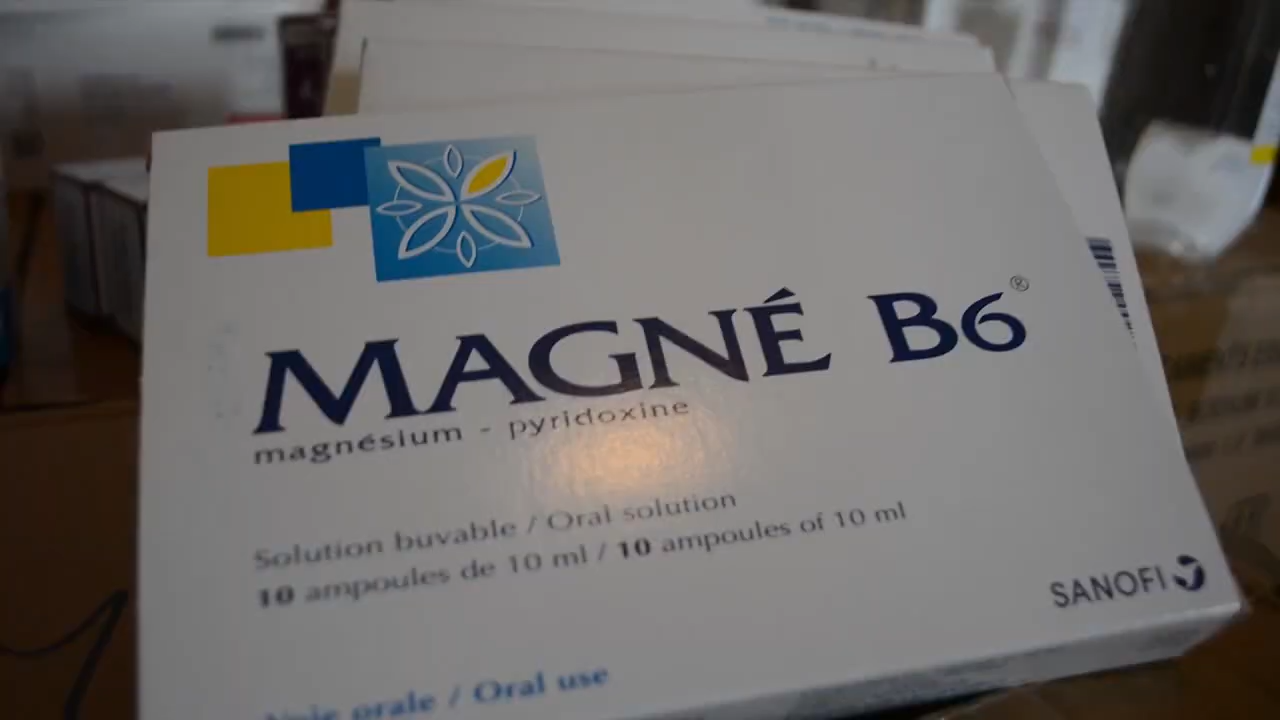 MAGNÉ B6®
magnésium - pyridoxine
Solution buvable / Oral solution
10 ampoules de 10 ml / 10 ampoules of 10 ml
SANOFI
Voie orale / Oral use